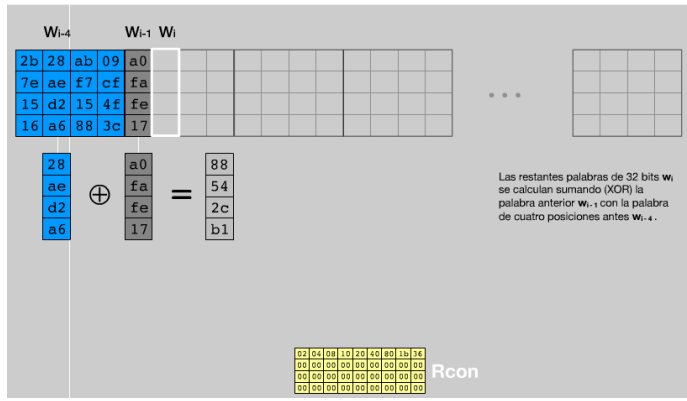 Wi-4 Wi-1 Wi
2b 28 ab 09 a0
7e ae f7 cf fa
15 d2 15 4f fe
16 a6 88 3c 17
...
28 a0 88
ae fa 54
⊕ =
d2 fe 2c
a6 17 b1
Las restantes palabras de 32 bits wi
se calculan sumando (XOR) la
palabra anterior wi-1 con la palabra
de cuatro posiciones antes wi-4.
02 04 08 10 20 40 80 1b 36
00 00 00 00 00 00 00 00 00
00 00 00 00 00 00 00 00 00
00 00 00 00 00 00 00 00 00
Rcon